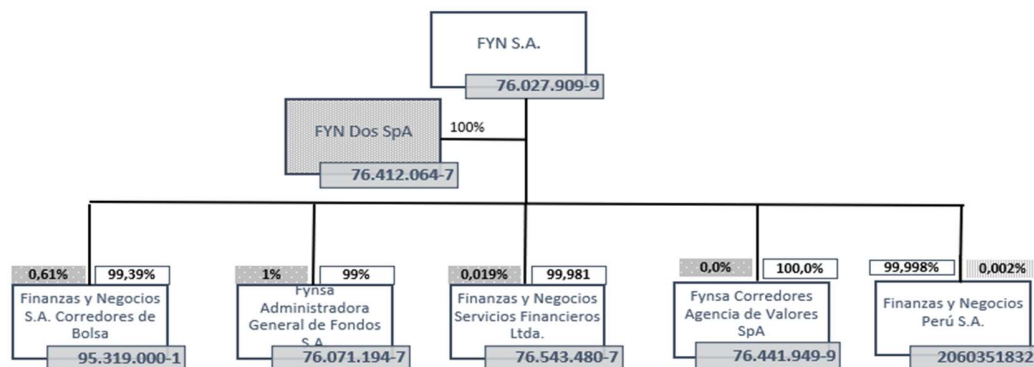 FYN S.A.
76.027.909-9
FYN Dos SpA
100%
76.412.064-7
0,61% 99,39%
Finanzas y Negocios
S.A. Corredores de
Bolsa
95.319.000-1
1% 99%
Fynsa
Administradora
General de Fondos
S.A.
76.071.194-7
0,019% 99,981
Finanzas y Negocios
Servicios Financieros
Ltda.
76.543.480-7
0,0% 100,0%
Fynsa Corredores
Agencia de Valores
SpA
76.441.949-9
99,998% 0,002%
Finanzas y Negocios
Perú S.A.
2060351832